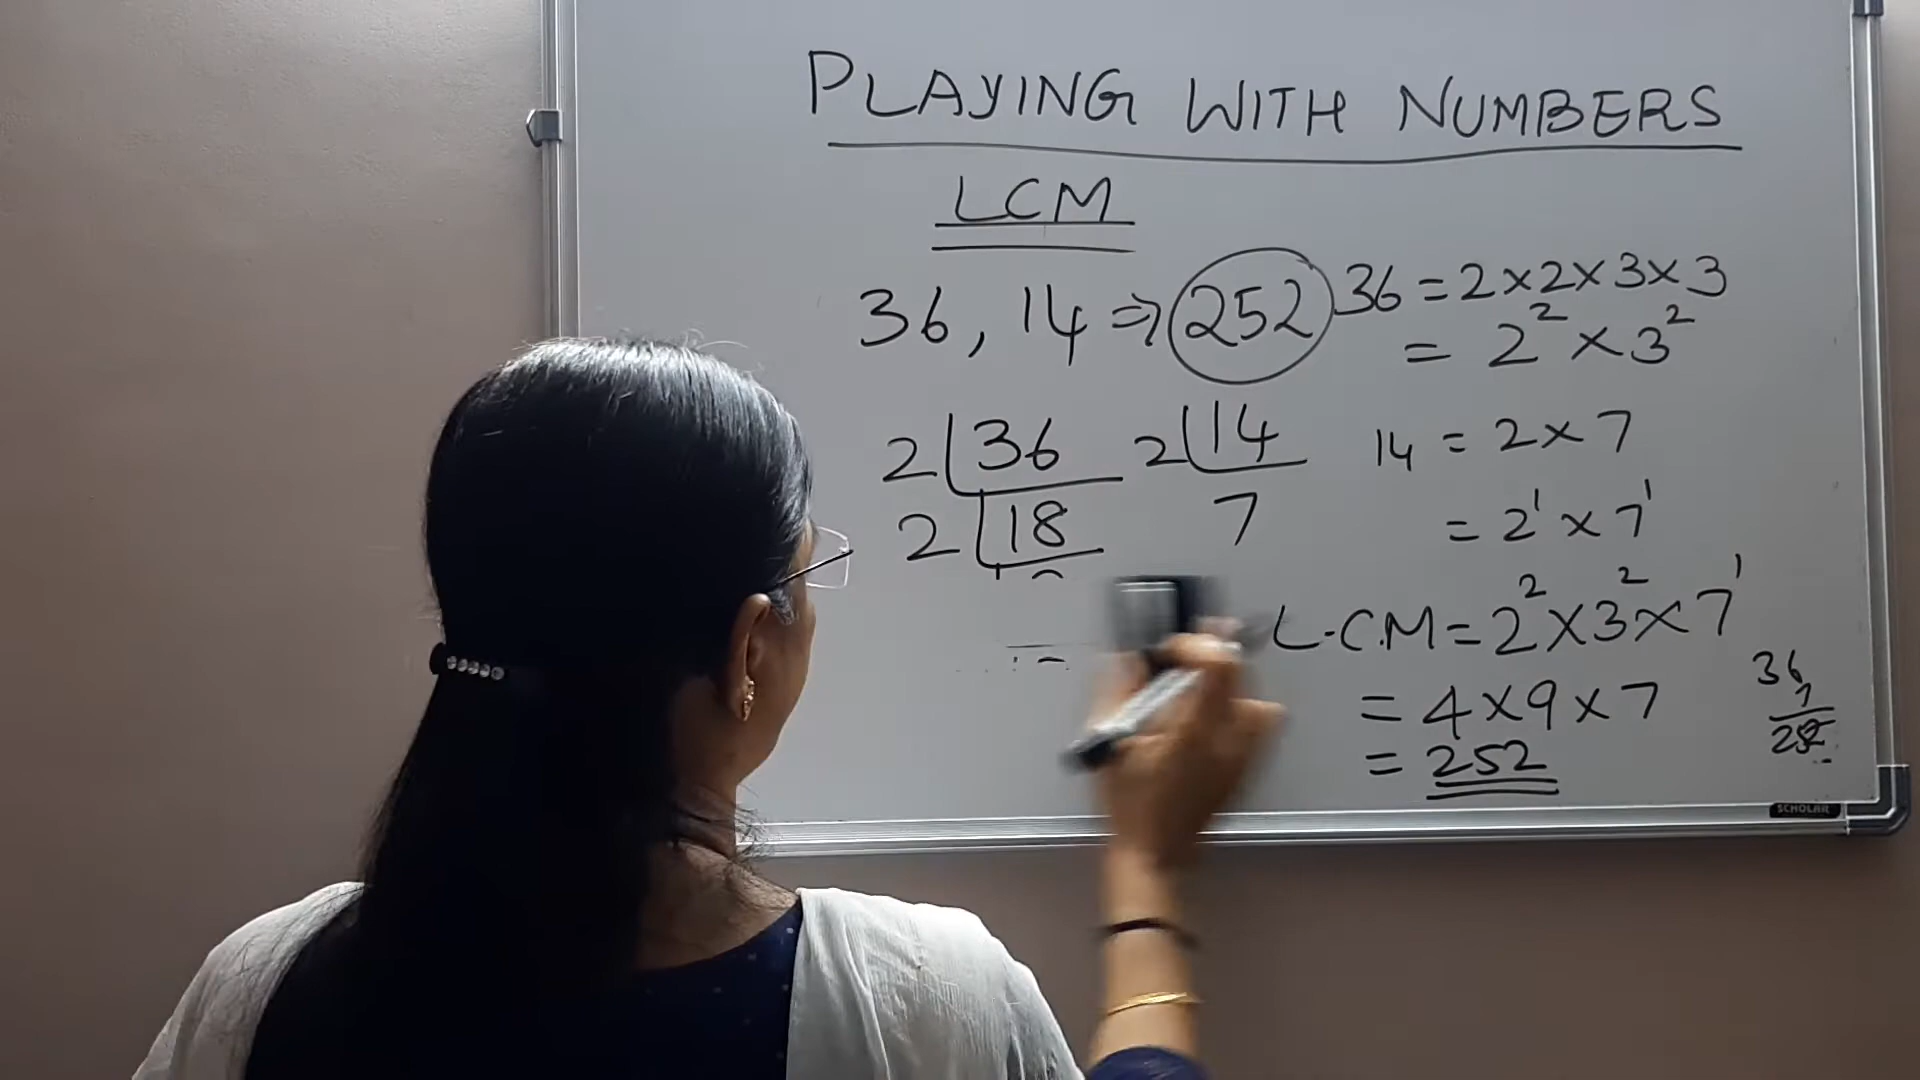 PLAYING WITH NUMBERS
LCM
36, 14 ⇒ 252
36 = 2×2×3×3
= 2² × 3²
2 36
2 18
2 14
7
14 = 2×7
= 2¹ × 7¹
L.C.M = 2² × 3² × 7¹
= 4×9×7
= 252
36
7
252
SCHOLAR